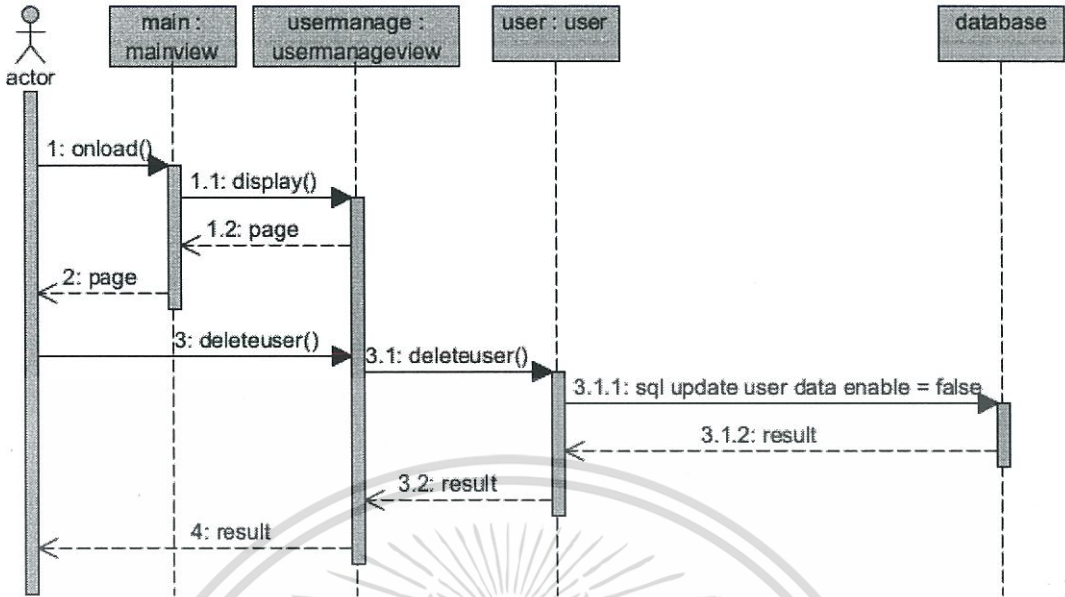 main :
mainview
usermanage :
usermanageview
user : user
database
actor
1: onload()
1.1: display()
1.2: page
2: page
3: deleteuser()
3.1: deleteuser()
3.1.1: sql update user data enable = false
3.1.2: result
3.2: result
4: result